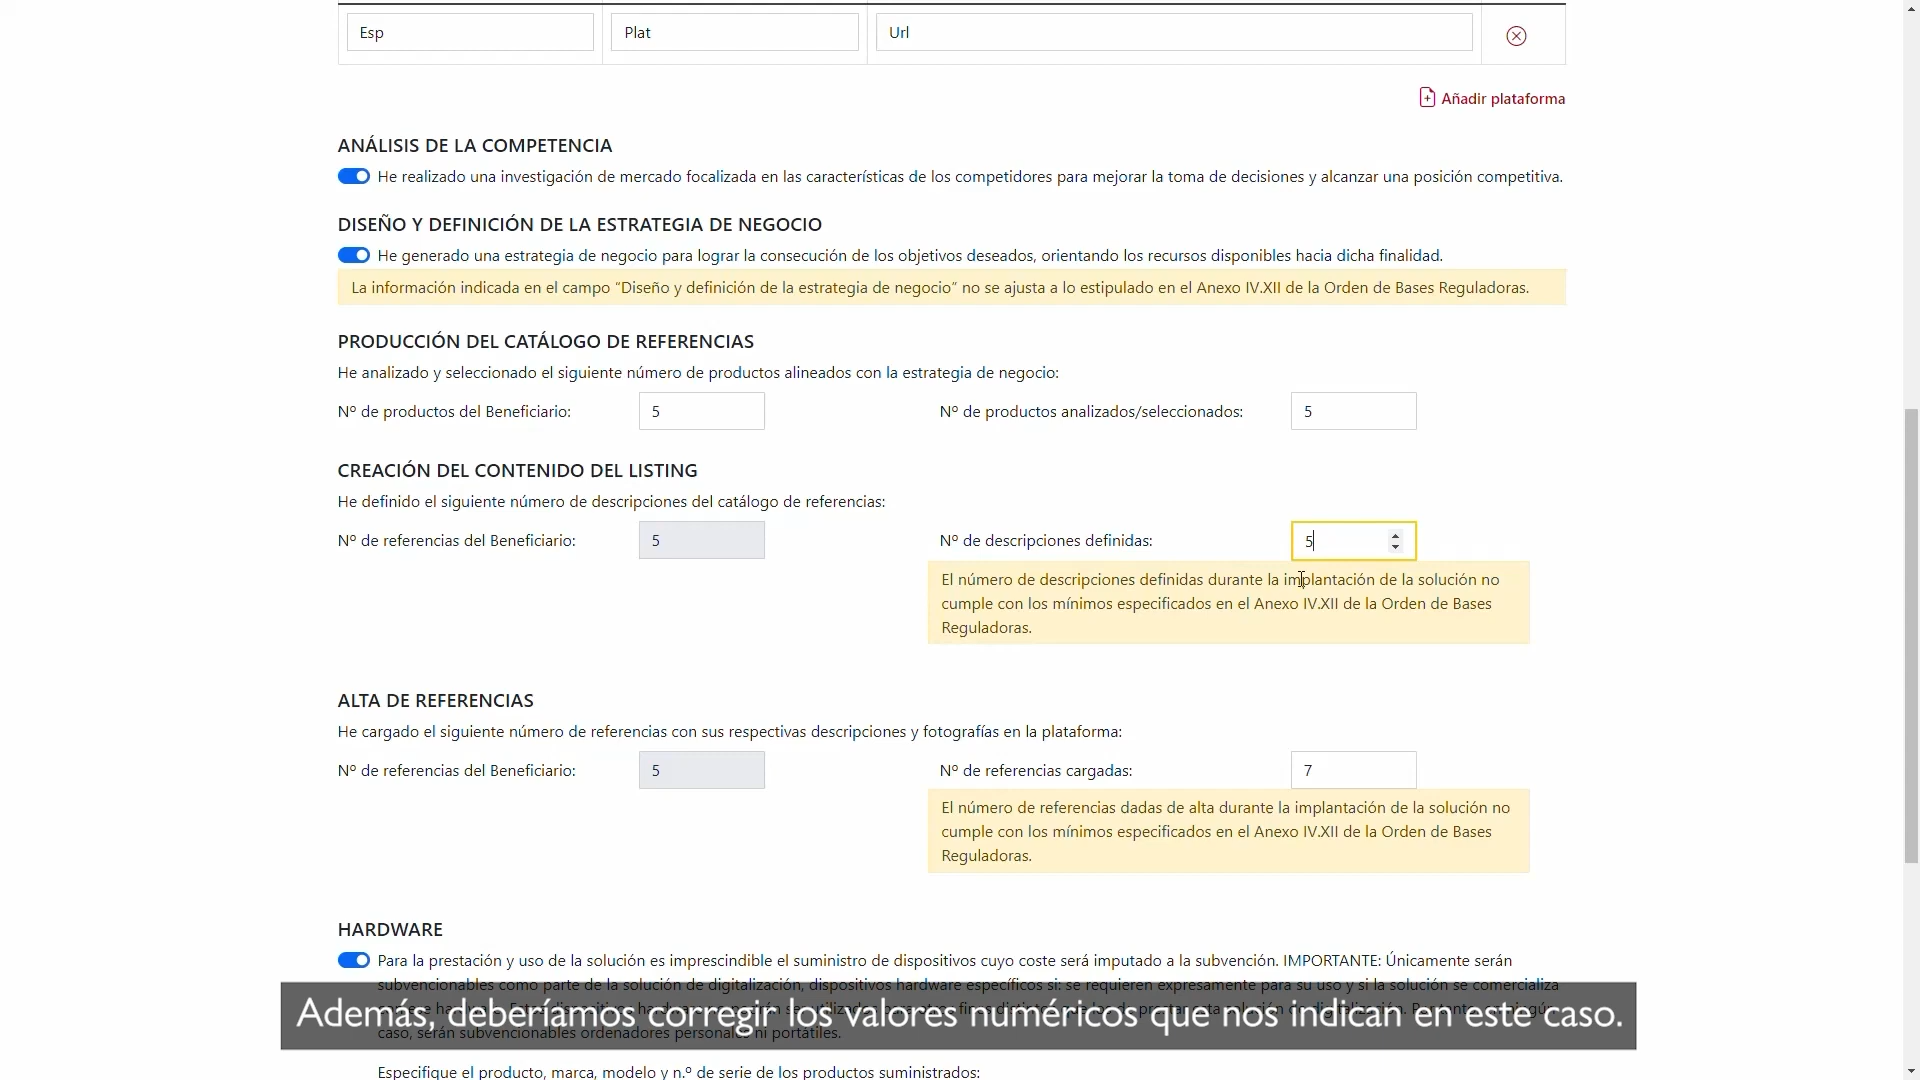 Esp Plat Url
Añadir plataforma
ANÁLISIS DE LA COMPETENCIA
He realizado una investigación de mercado focalizada en las características de los competidores para mejorar la toma de decisiones y alcanzar una posición competitiva.
DISEÑO Y DEFINICIÓN DE LA ESTRATEGIA DE NEGOCIO
He generado una estrategia de negocio para lograr la consecución de los objetivos deseados, orientando los recursos disponibles hacia dicha finalidad.
La información indicada en el campo “Diseño y definición de la estrategia de negocio” no se ajusta a lo estipulado en el Anexo IV.XII de la Orden de Bases Reguladoras.
PRODUCCIÓN DEL CATÁLOGO DE REFERENCIAS
He analizado y seleccionado el siguiente número de productos alineados con la estrategia de negocio:
Nº de productos del Beneficiario: 5 Nº de productos analizados/seleccionados: 5
CREACIÓN DEL CONTENIDO DEL LISTING
He definido el siguiente número de descripciones del catálogo de referencias:
Nº de referencias del Beneficiario: 5 Nº de descripciones definidas: 5
El número de descripciones definidas durante la implantación de la solución no
cumple con los mínimos especificados en el Anexo IV.XII de la Orden de Bases
Reguladoras.
ALTA DE REFERENCIAS
He cargado el siguiente número de referencias con sus respectivas descripciones y fotografías en la plataforma:
Nº de referencias del Beneficiario: 5 Nº de referencias cargadas: 7
El número de referencias dadas de alta durante la implantación de la solución no
cumple con los mínimos especificados en el Anexo IV.XII de la Orden de Bases
Reguladoras.
HARDWARE
Para la prestación y uso de la solución es imprescindible el suministro de dispositivos cuyo coste será imputado a la subvención. IMPORTANTE: Únicamente serán
subvencionables como parte de la solución de digitalización, dispositivos hardware específicos si: se requieren expresamente para su uso y si la solución se comercializa
Además, deberíamos corregir los valores numéricos que nos indican en este caso.
caso, serán subvencionables ordenadores personales ni portátiles.
Especifique el producto, marca, modelo y n.º de serie de los productos suministrados: